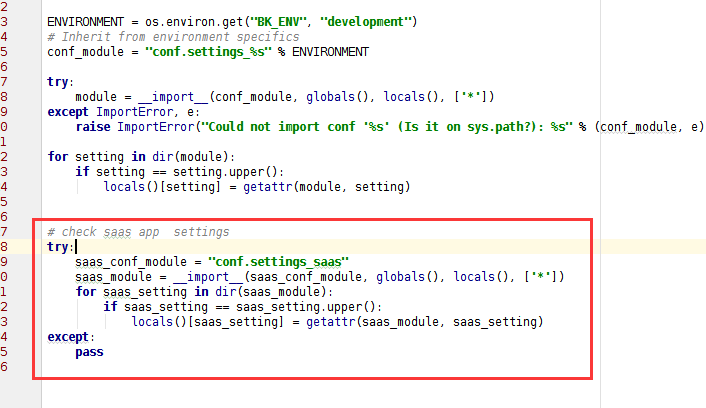 2
3 ENVIRONMENT = os.environ.get("BK_ENV", "development")
4 # Inherit from environment specifics
5 conf_module = "conf.settings_%s" % ENVIRONMENT
6
7 try:
8     module = __import__(conf_module, globals(), locals(), ['*'])
9 except ImportError, e:
0     raise ImportError("Could not import conf '%s' (Is it on sys.path?): %s" % (conf_module, e)
1
2 for setting in dir(module):
3     if setting == setting.upper():
4         locals()[setting] = getattr(module, setting)
5
6
7 # check saas app  settings
8 try:
9     saas_conf_module = "conf.settings_saas"
0     saas_module = __import__(saas_conf_module, globals(), locals(), ['*'])
1     for saas_setting in dir(saas_module):
2         if saas_setting == saas_setting.upper():
3             locals()[saas_setting] = getattr(saas_module, saas_setting)
4 except:
5     pass
6